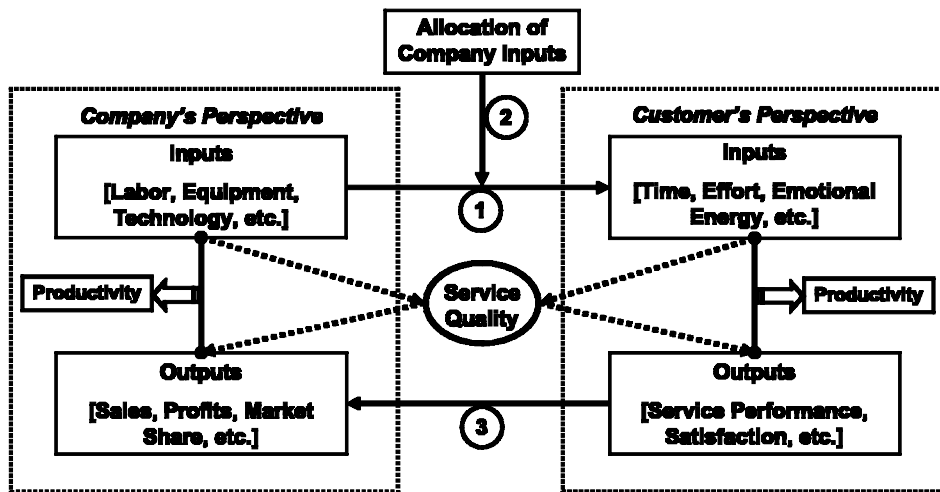 Allocation of
Company Inputs
Company's Perspective
2
Customer's Perspective
Inputs
[Labor, Equipment,
Technology, etc.]
Inputs
[Time, Effort, Emotional
Energy, etc.]
1
Productivity
Service
Quality
Productivity
Outputs
[Sales, Profits, Market
Share, etc.]
Outputs
[Service Performance,
Satisfaction, etc.]
3